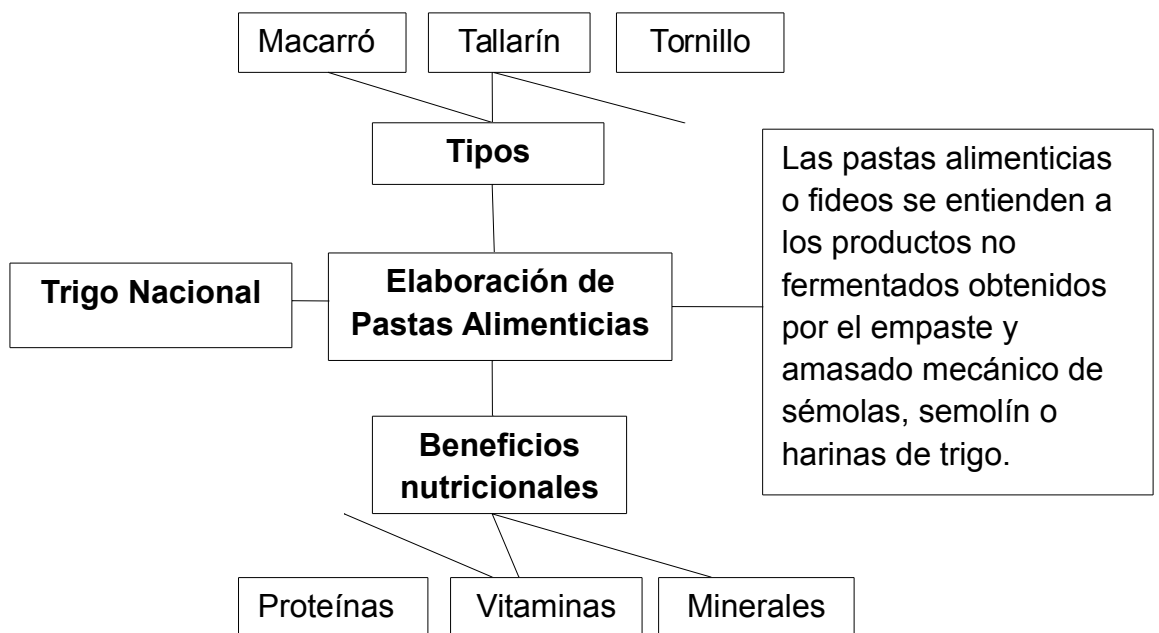 Macarró
Tallarín
Tornillo
Tipos
Las pastas alimenticias
o fideos se entienden a
los productos no
fermentados obtenidos
por el empaste y
amasado mecánico de
sémolas, semolín o
harinas de trigo.
Trigo Nacional
Elaboración de
Pastas Alimenticias
Beneficios
nutricionales
Proteínas
Vitaminas
Minerales